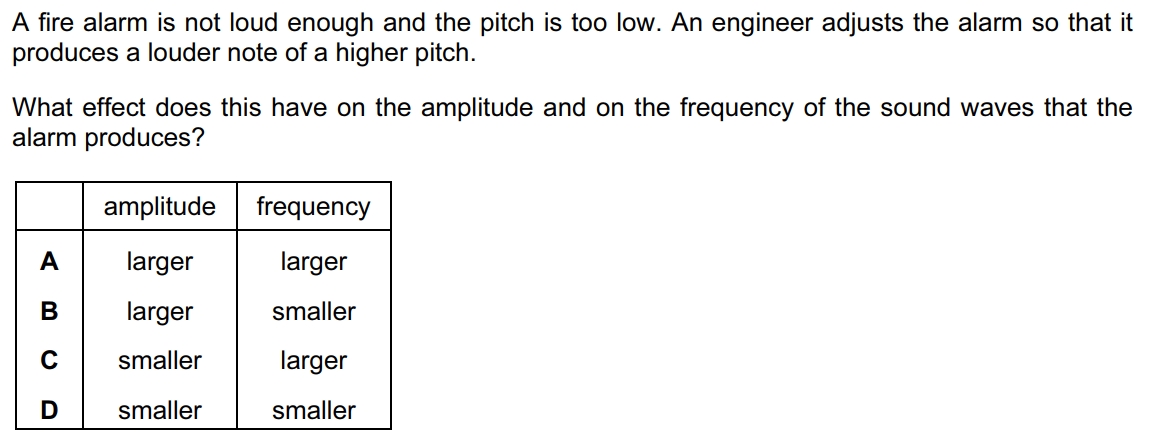 A fire alarm is not loud enough and the pitch is too low. An engineer adjusts the alarm so that it
produces a louder note of a higher pitch.
What effect does this have on the amplitude and on the frequency of the sound waves that the
alarm produces?
amplitude frequency
A larger larger
B larger smaller
C smaller larger
D smaller smaller